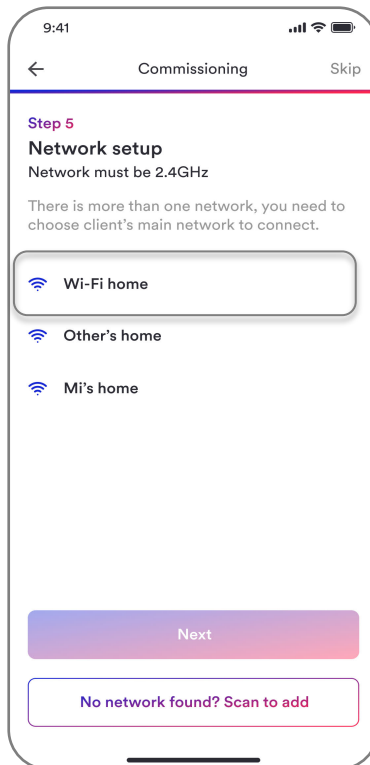 9:41
Commissioning Skip
Step 5
Network setup
Network must be 2.4GHz
There is more than one network, you need to
choose client's main network to connect.
Wi-Fi home
Other's home
Mi's home
Next
No network found? Scan to add